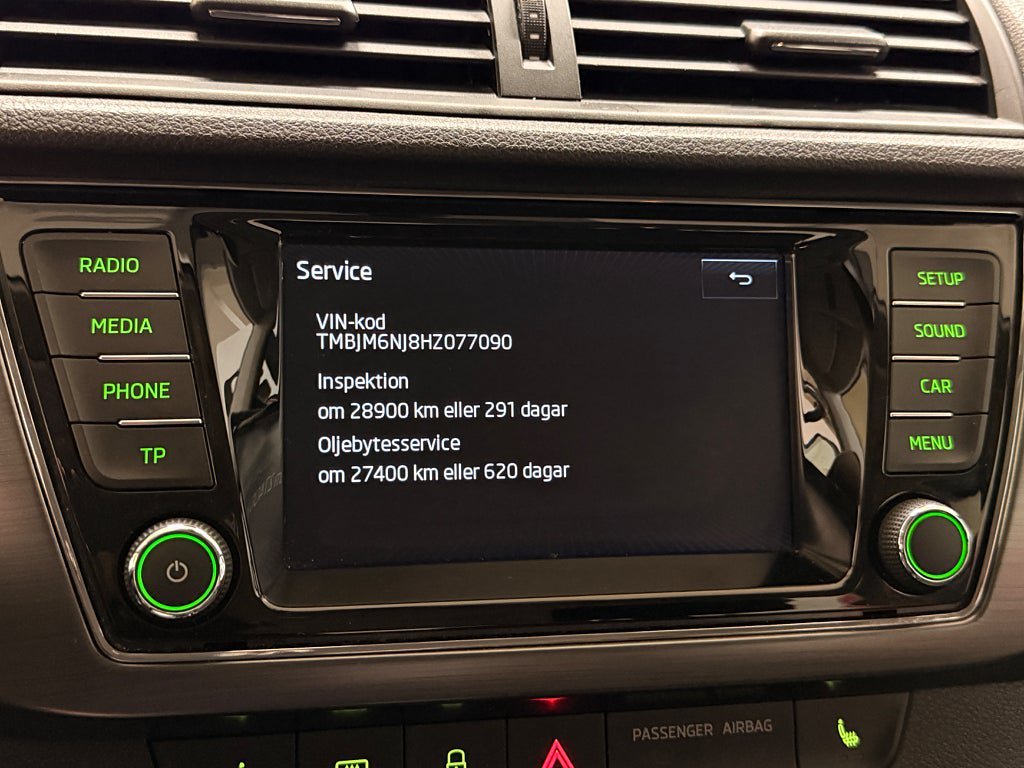 RADIO
MEDIA
PHONE
TP
Service
VIN-kod
TMBJM6NJ8HZ077090
Inspektion
om 28900 km eller 291 dagar
Oljebytesservice
om 27400 km eller 620 dagar
SETUP
SOUND
CAR
MENU
PASSENGER AIRBAG